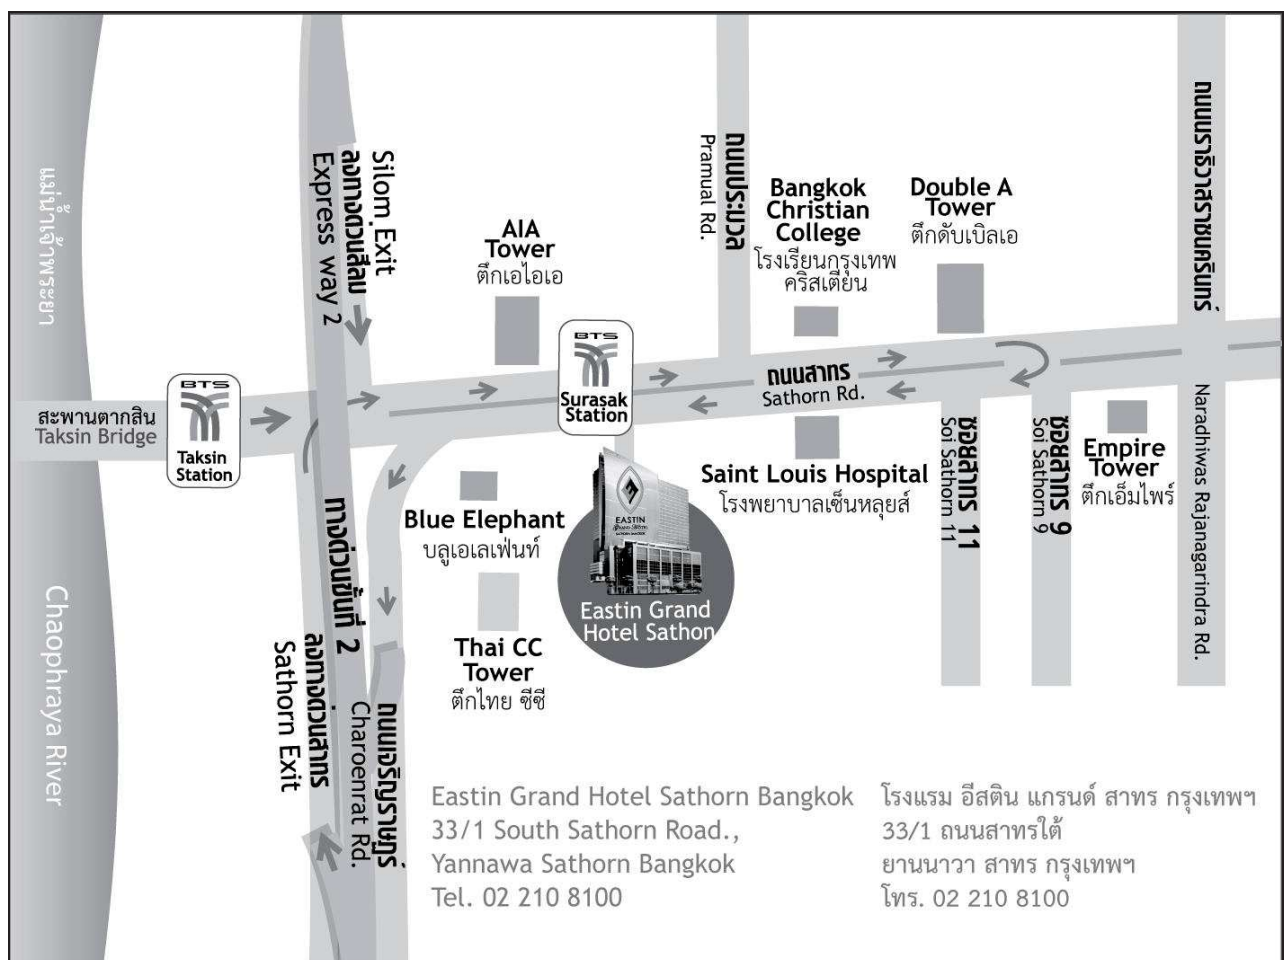 แม่น้ำเจ้าพระยา
Chaophraya River
สะพานตากสิน
Taksin Bridge
BTS
Taksin
Station
Silom Exit
ลงทางด่วนสีลม
Express way 2
ทางด่วนขั้นที่ 2
ลงทางด่วนสาทร
Sathorn Exit
ถนนเจริญราษฎร์
Charoenrat Rd.
AIA
Tower
ตึกเอไอเอ
BTS
Surasak
Station
ถนนประมวล
Pramual Rd.
Bangkok
Christian
College
โรงเรียนกรุงเทพ
คริสเตียน
Double A
Tower
ตึกดับเบิลเอ
ถนนนราธิวาสราชนครินทร์
Naradhiwas Rajanagarindra Rd.
ถนนสาทร
Sathorn Rd.
Blue Elephant
บลูเอเลเฟ่นท์
Thai CC
Tower
ตึกไทย ซีซี
EASTIN
Eastin Grand
Hotel Sathon
Saint Louis Hospital
โรงพยาบาลเซ็นหลุยส์
ซอยสาทร 11
Soi Sathorn 11
ซอยสาทร 9
Soi Sathorn 9
Empire
Tower
ตึกเอ็มไพร์
Eastin Grand Hotel Sathorn Bangkok
33/1 South Sathorn Road.,
Yannawa Sathorn Bangkok
Tel. 02 210 8100
โรงแรม อีสติน แกรนด์ สาทร กรุงเทพฯ
33/1 ถนนสาทรใต้
ยานนาวา สาทร กรุงเทพฯ
โทร. 02 210 8100